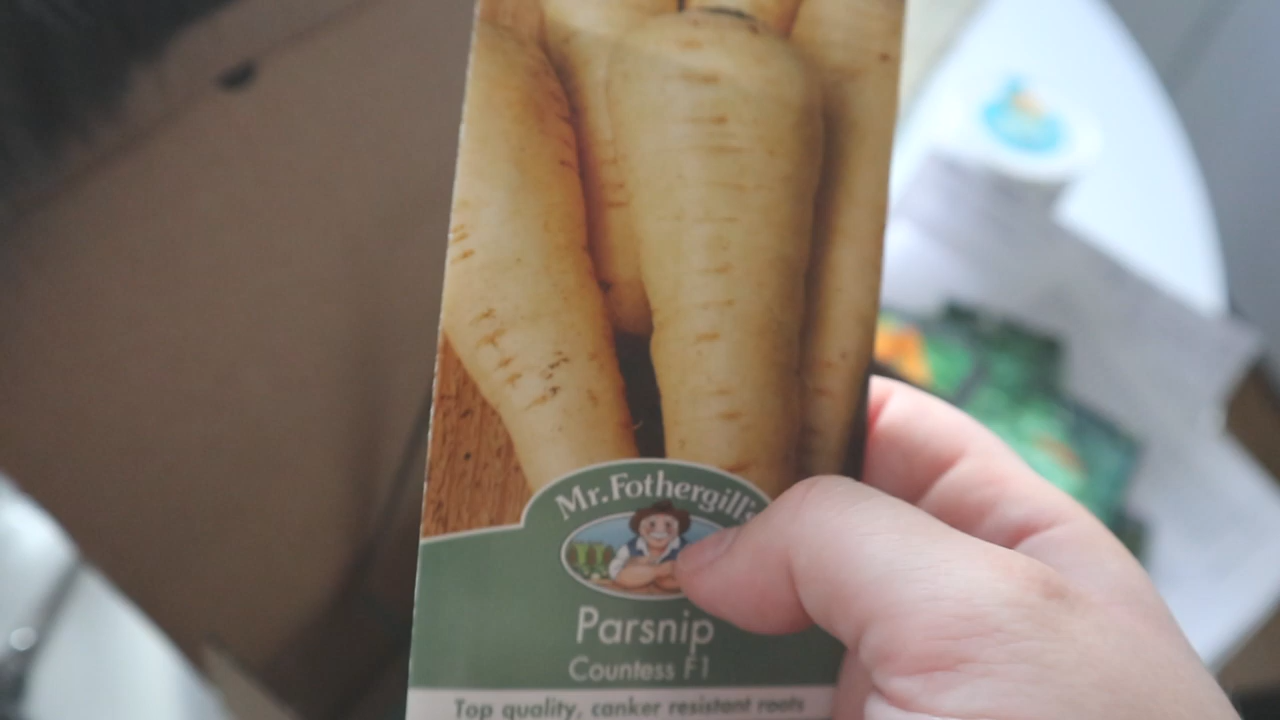 Mr.Fothergill's
Parsnip
Countess F1
Top quality, canker resistant roots